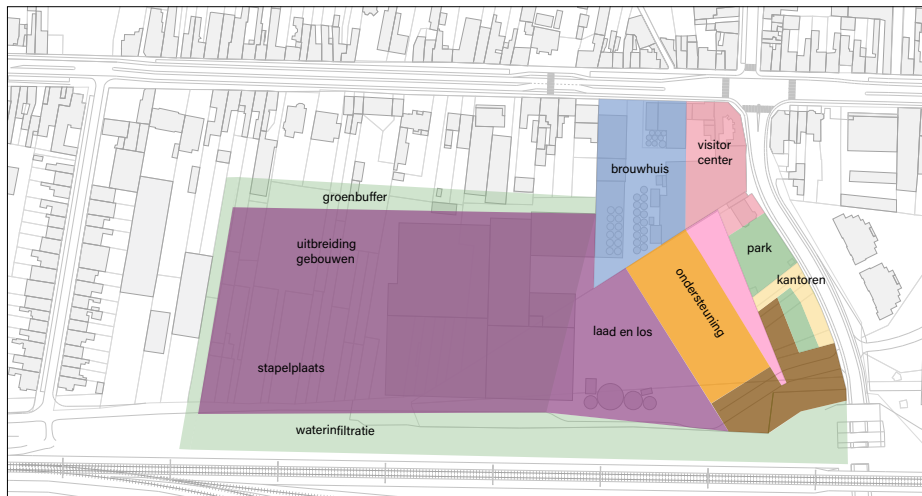 visitor
center
brouwhuis
groenbuffer
uitbreiding
gebouwen
park
kantoren
ondersteuning
laad en los
stapelplaats
waterinfiltratie